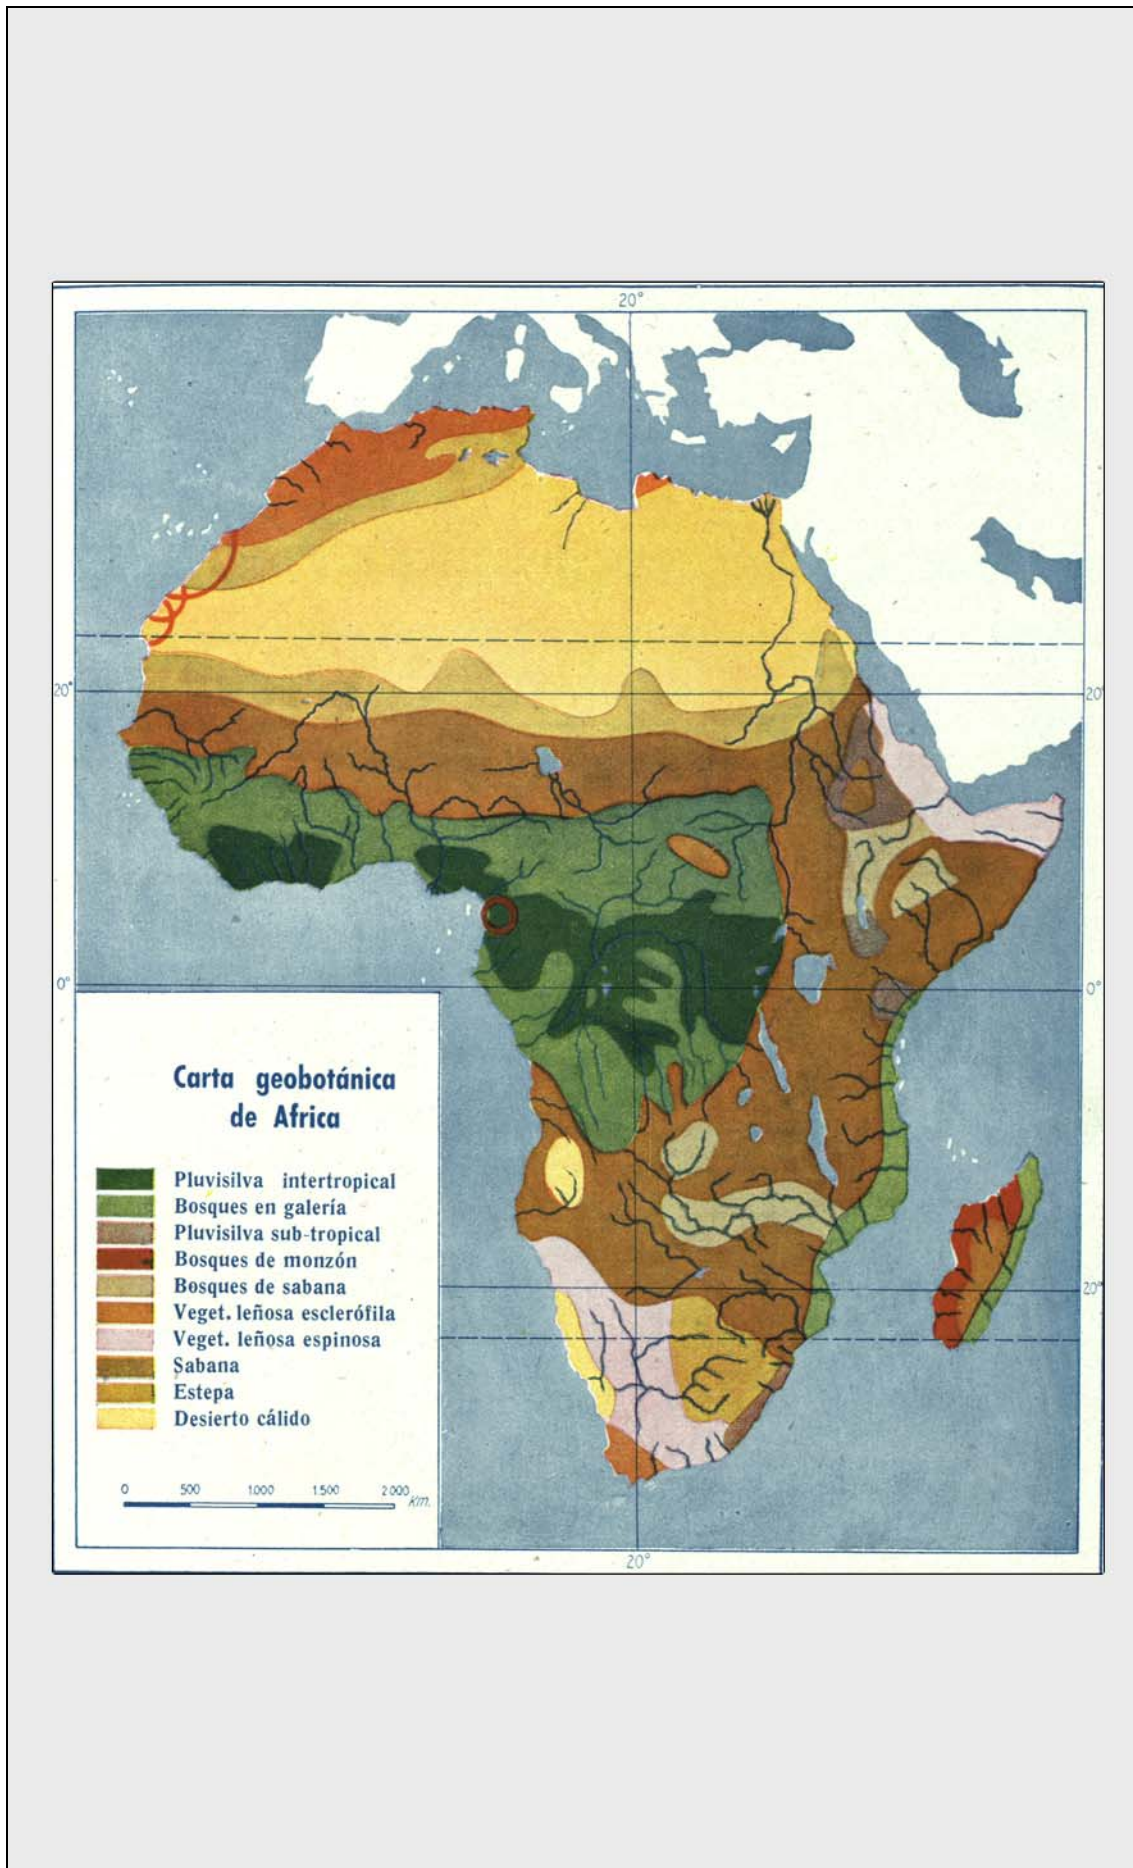 20°
20°
20°
0°
0°
Carta geobotánica
de Africa
Pluvisilva intertropical
Bosques en galería
Pluvisilva sub-tropical
Bosques de monzón
Bosques de sabana
Veget. leñosa esclerófila
Veget. leñosa espinosa
Sabana
Estepa
Desierto cálido
20°
0 500 1.000 1.500 2.000 Km.
20°